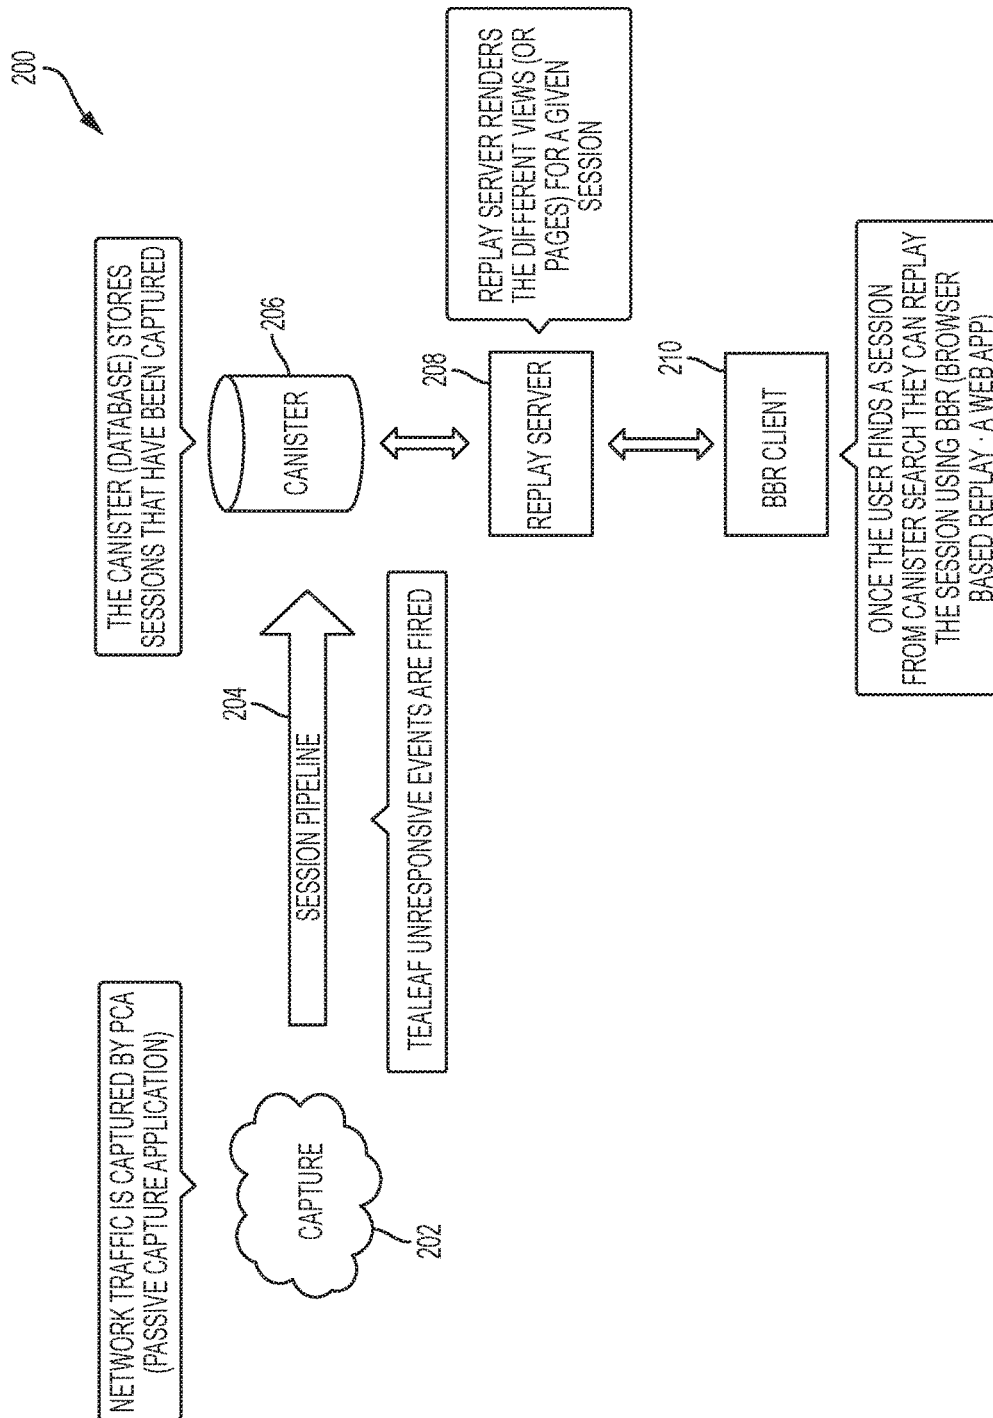 200
NETWORK TRAFFIC IS CAPTURED BY PCA
(PASSIVE CAPTURE APPLICATION)
THE CANISTER (DATABASE) STORES
SESSIONS THAT HAVE BEEN CAPTURED
CAPTURE
202
SESSION PIPELINE
204
TEALEAF UNRESPONSIVE EVENTS ARE FIRED
CANISTER
206
REPLAY SERVER
208
REPLAY SERVER RENDERS
THE DIFFERENT VIEWS (OR
PAGES) FOR A GIVEN
SESSION
BBR CLIENT
210
ONCE THE USER FINDS A SESSION
FROM CANISTER SEARCH THEY CAN REPLAY
THE SESSION USING BBR (BROWSER
BASED REPLAY - A WEB APP)